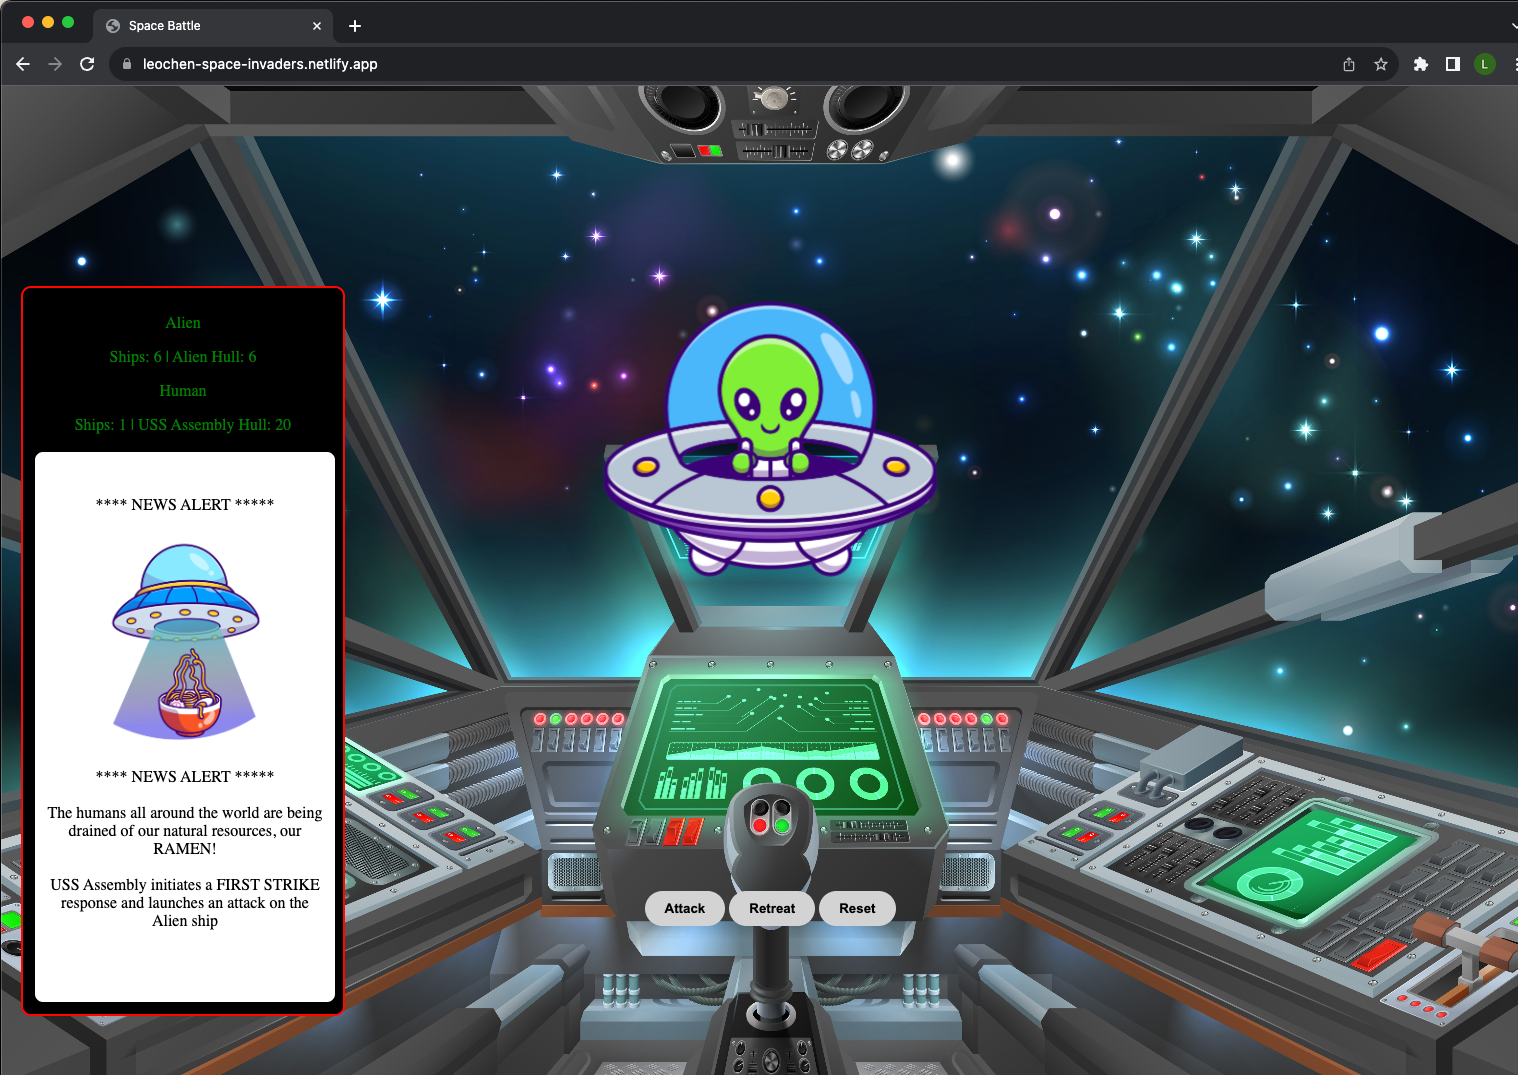 Space Battle
leochen-space-invaders.netlify.app
L
Alien
Ships: 6 | Alien Hull: 6
Human
Ships: 1 | USS Assembly Hull: 20
**** NEWS ALERT *****
**** NEWS ALERT *****
The humans all around the world are being
drained of our natural resources, our
RAMEN!
USS Assembly initiates a FIRST STRIKE
response and launches an attack on the
Alien ship
Attack
Retreat
Reset